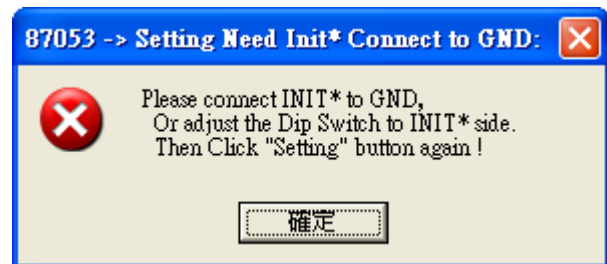 87053 -> Setting Need Init* Connect to GND:
Please connect INIT* to GND,
Or adjust the Dip Switch to INIT* side.
Then Click "Setting" button again !
確定